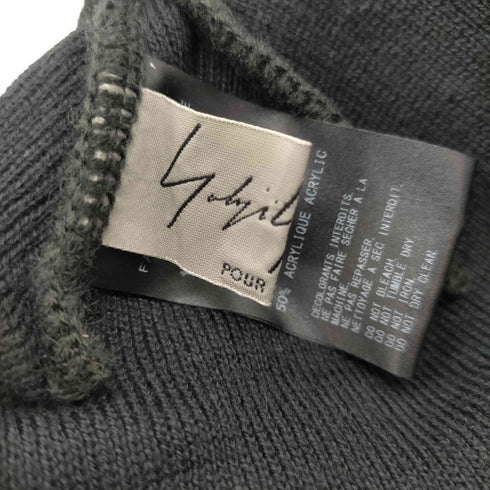 Yohji
POUR
50% ACRYLIQUE ACRYLIC
DECOLORANTS INTERDITS
NE PAS FAIRE SECHER A LA
MACHINE
NE PAS REPASSER.
NETTOYAGE A SEC INTERDIT.
DO NOT BLEACH.
DO NOT TUMBLE DRY
DO NOT IRON.
DO NOT DRY CLEAN